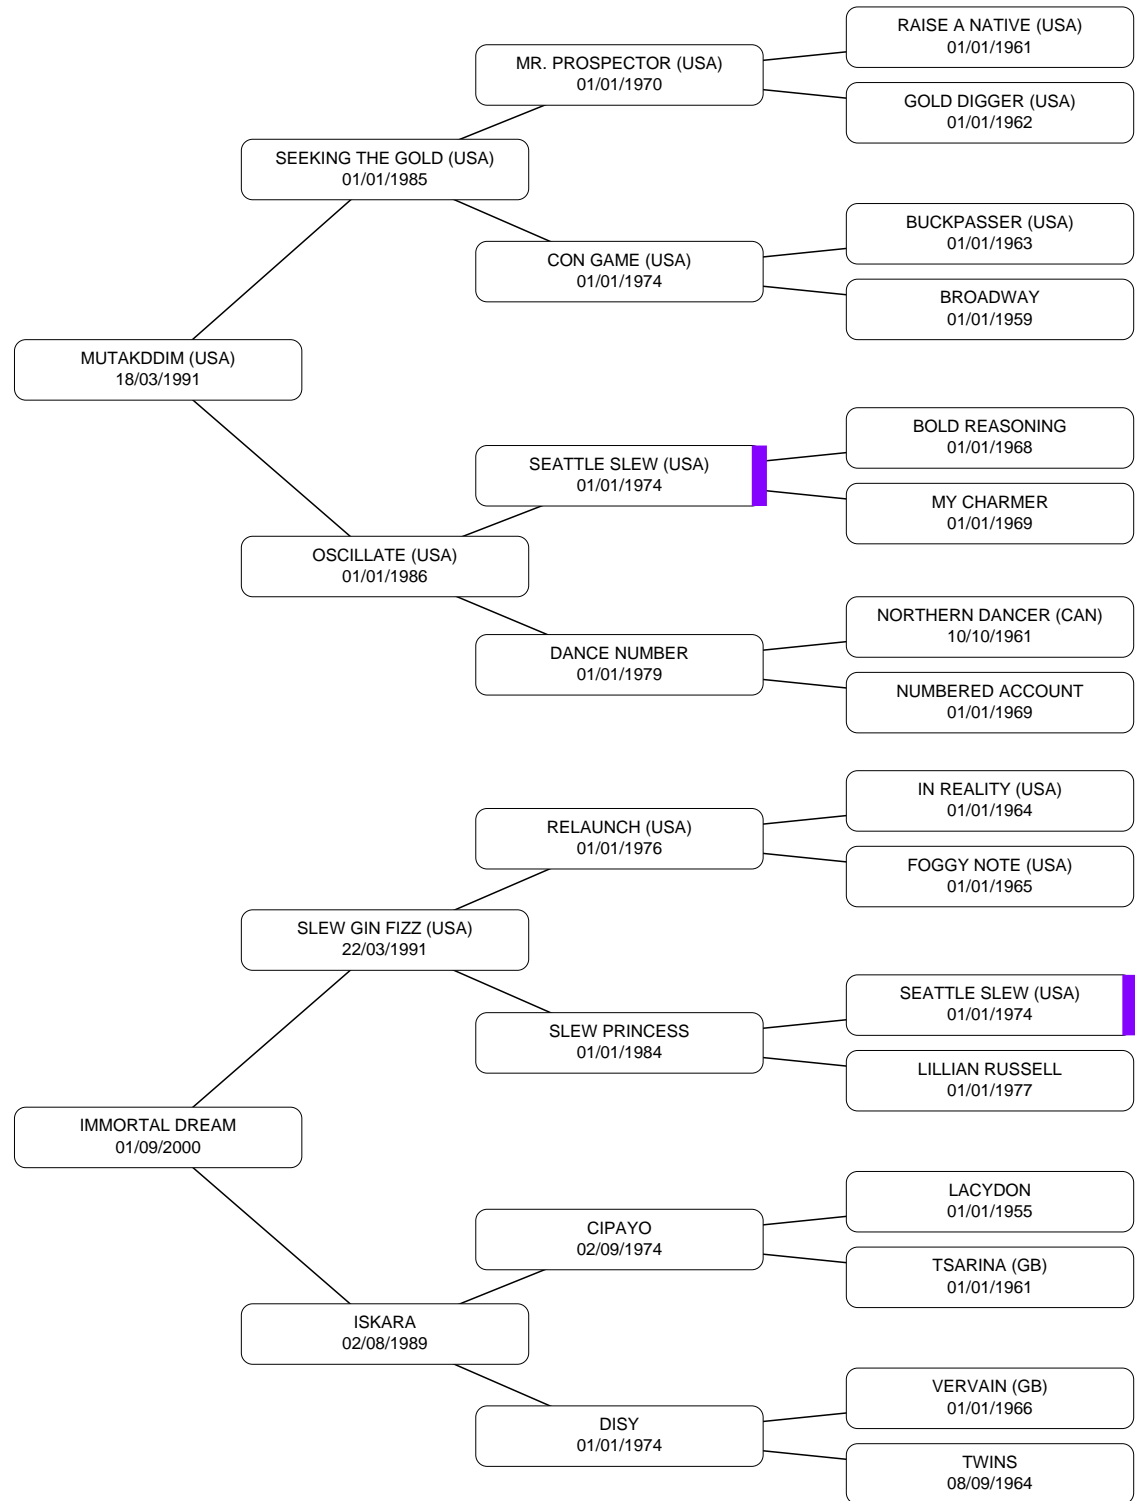 RAISE A NATIVE (USA)
01/01/1961
MR. PROSPECTOR (USA)
01/01/1970
GOLD DIGGER (USA)
01/01/1962
SEEKING THE GOLD (USA)
01/01/1985
BUCKPASSER (USA)
01/01/1963
CON GAME (USA)
01/01/1974
BROADWAY
01/01/1959
MUTAKDDIM (USA)
18/03/1991
BOLD REASONING
01/01/1968
SEATTLE SLEW (USA)
01/01/1974
MY CHARMER
01/01/1969
OSCILLATE (USA)
01/01/1986
NORTHERN DANCER (CAN)
10/10/1961
DANCE NUMBER
01/01/1979
NUMBERED ACCOUNT
01/01/1969
IN REALITY (USA)
01/01/1964
RELAUNCH (USA)
01/01/1976
FOGGY NOTE (USA)
01/01/1965
SLEW GIN FIZZ (USA)
22/03/1991
SEATTLE SLEW (USA)
01/01/1974
SLEW PRINCESS
01/01/1984
LILLIAN RUSSELL
01/01/1977
IMMORTAL DREAM
01/09/2000
LACYDON
01/01/1955
CIPAYO
02/09/1974
TSARINA (GB)
01/01/1961
ISKARA
02/08/1989
VERVAIN (GB)
01/01/1966
DISY
01/01/1974
TWINS
08/09/1964